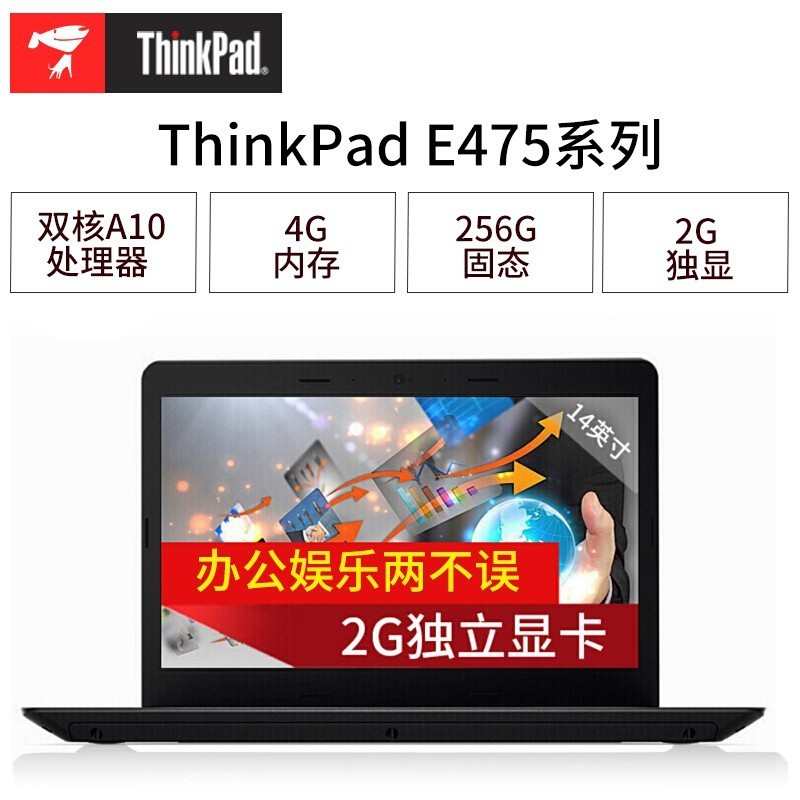 ThinkPad
ThinkPad E475系列
双核A10
处理器
4G
内存
256G
固态
2G
独显
14英寸
办公娱乐两不误
2G独立显卡